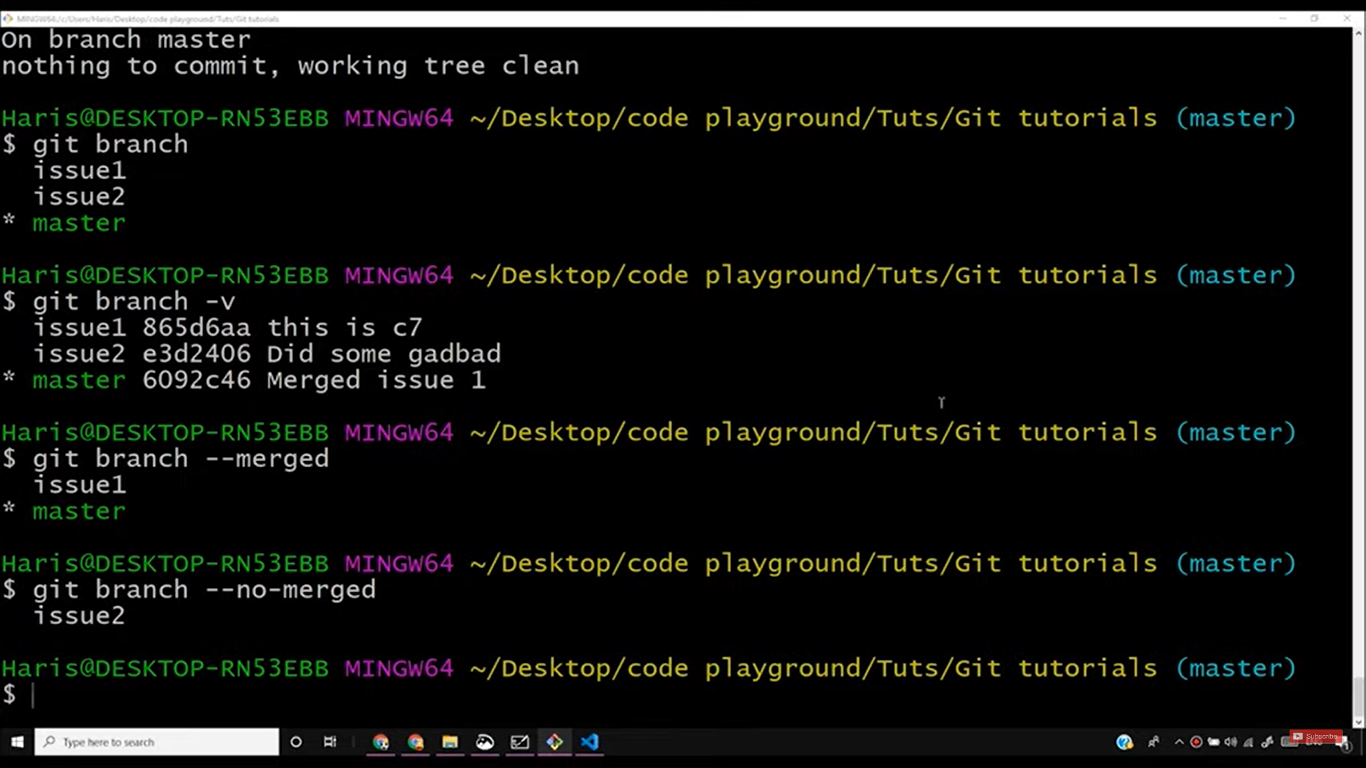 MINGW64:/c/Users/Haris/Desktop/code playground/Tuts/Git tutorials
On branch master
nothing to commit, working tree clean
Haris@DESKTOP-RN53EBB MINGW64 ~/Desktop/code playground/Tuts/Git tutorials (master)
$ git branch
issue1
issue2
* master
Haris@DESKTOP-RN53EBB MINGW64 ~/Desktop/code playground/Tuts/Git tutorials (master)
$ git branch -v
issue1 865d6aa this is c7
issue2 e3d2406 Did some gadbad
* master 6092c46 Merged issue 1
Haris@DESKTOP-RN53EBB MINGW64 ~/Desktop/code playground/Tuts/Git tutorials (master)
$ git branch --merged
issue1
* master
Haris@DESKTOP-RN53EBB MINGW64 ~/Desktop/code playground/Tuts/Git tutorials (master)
$ git branch --no-merged
issue2
Haris@DESKTOP-RN53EBB MINGW64 ~/Desktop/code playground/Tuts/Git tutorials (master)
$
Type here to search
Subscribe